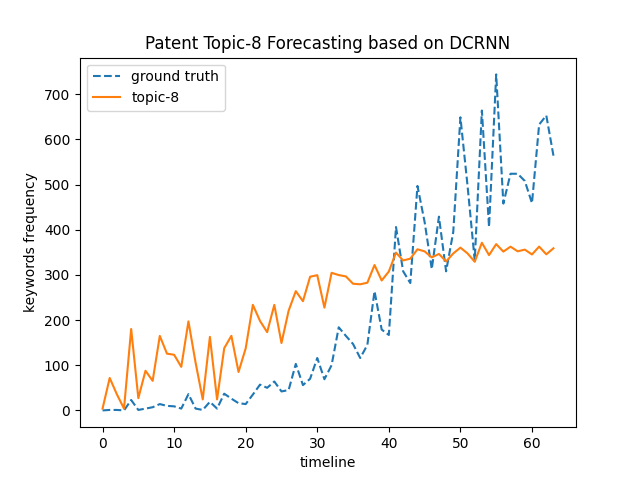 Patent Topic-8 Forecasting based on DCRNN
ground truth
topic-8
keywords frequency
700
600
500
400
300
200
100
0
0 10 20 30 40 50 60
timeline